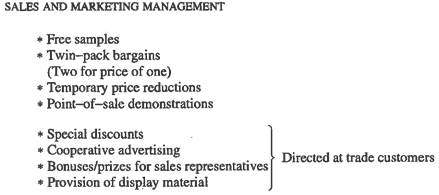 SALES AND MARKETING MANAGEMENT
* Free samples
* Twin–pack bargains
(Two for price of one)
* Temporary price reductions
* Point–of–sale demonstrations
* Special discounts
* Cooperative advertising
* Bonuses/prizes for sales representatives
* Provision of display material
Directed at trade customers